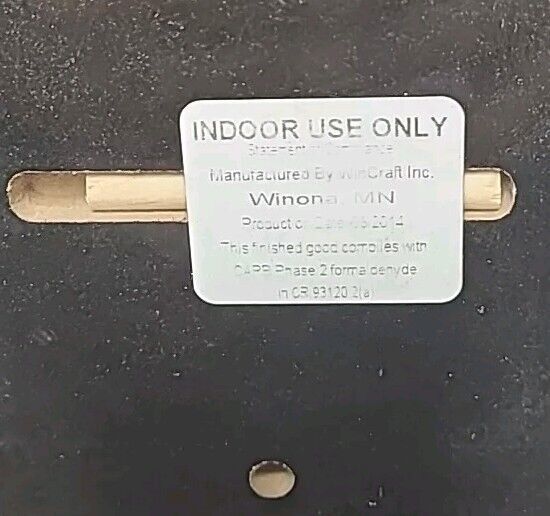 INDOOR USE ONLY
Statement of Compliance
Manufactured By WinCraft Inc.
Winona, MN
Production Date 2014
This finished good complies with
CARB Phase 2 formaldehyde
in CR 93120.2(a)